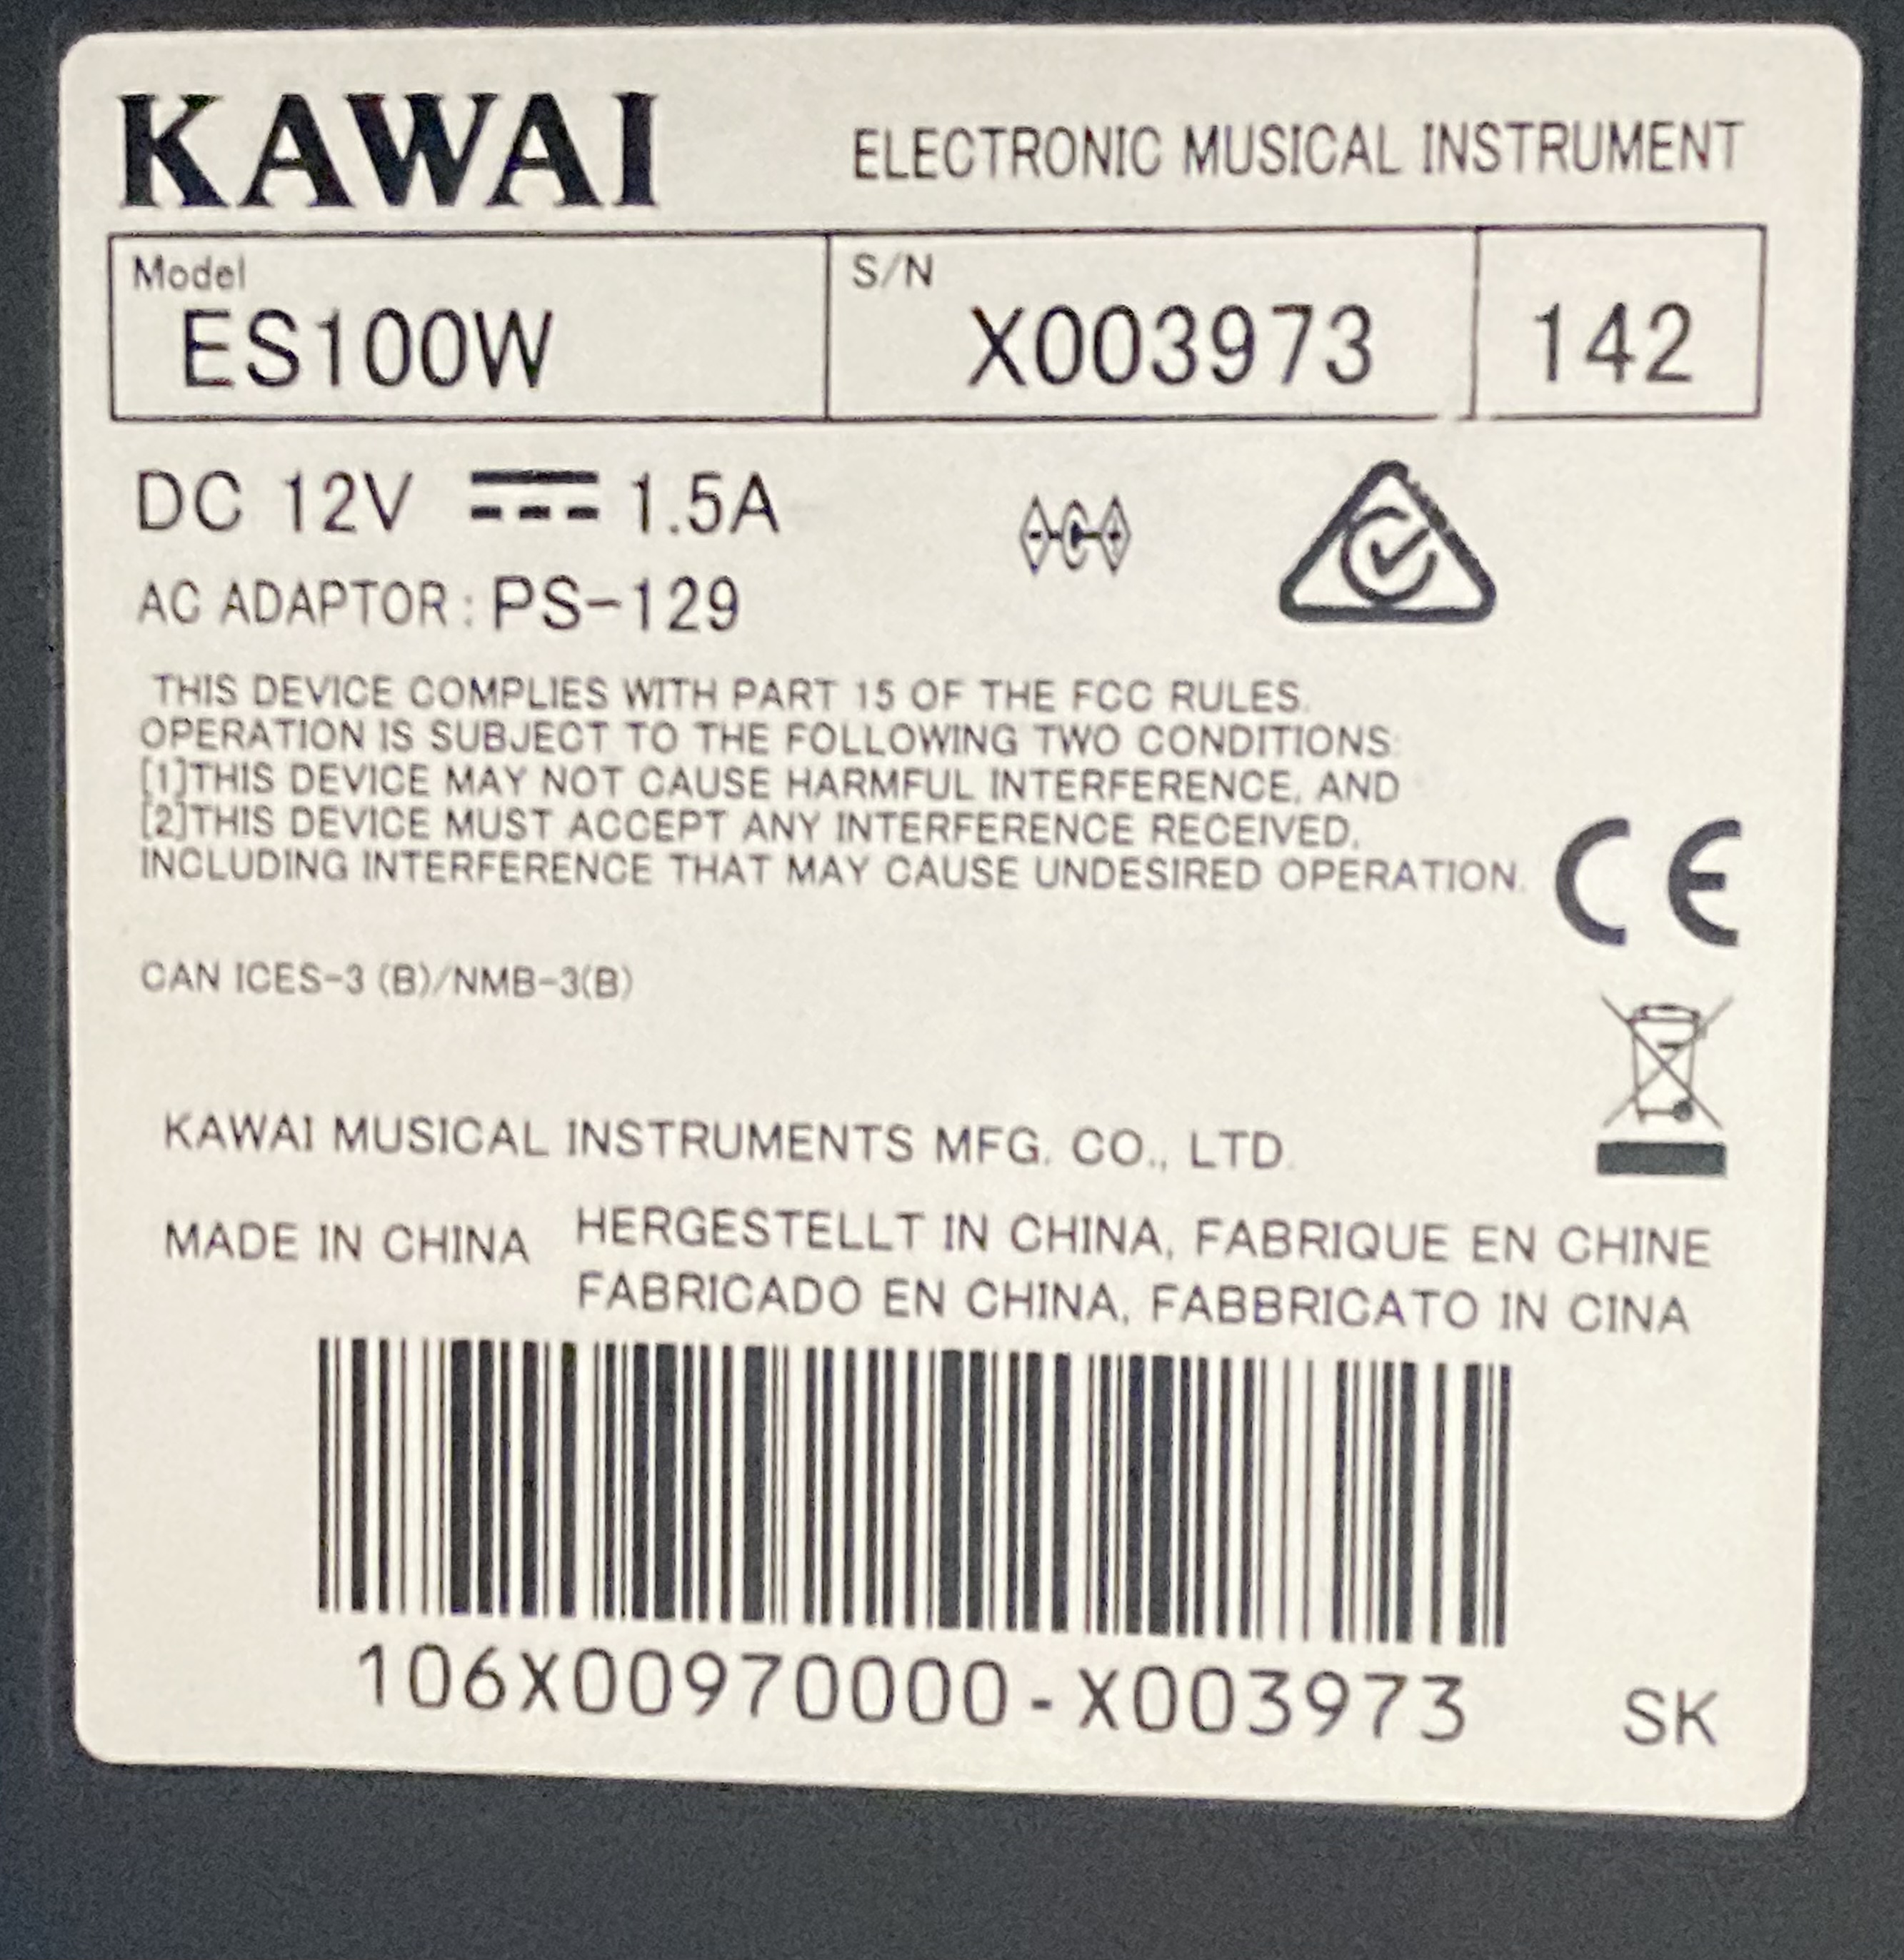 KAWAI ELECTRONIC MUSICAL INSTRUMENT
Model S/N
ES100W X003973 142
DC 12V 1.5A
AC ADAPTOR : PS-129
THIS DEVICE COMPLIES WITH PART 15 OF THE FCC RULES.
OPERATION IS SUBJECT TO THE FOLLOWING TWO CONDITIONS:
[1]THIS DEVICE MAY NOT CAUSE HARMFUL INTERFERENCE, AND
[2]THIS DEVICE MUST ACCEPT ANY INTERFERENCE RECEIVED,
INCLUDING INTERFERENCE THAT MAY CAUSE UNDESIRED OPERATION.
CE
CAN ICES-3 (B)/NMB-3(B)
KAWAI MUSICAL INSTRUMENTS MFG. CO., LTD.
MADE IN CHINA HERGESTELLT IN CHINA, FABRIQUE EN CHINE
FABRICADO EN CHINA, FABBRICATO IN CINA
106X00970000-X003973 SK